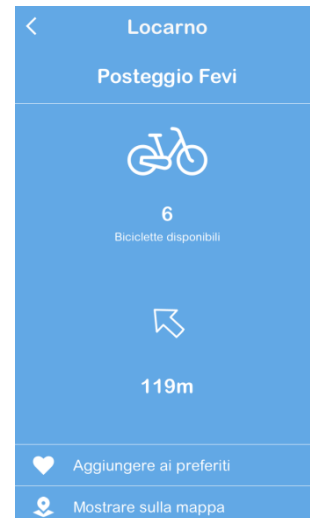 Locarno
Posteggio Fevi
6
Biciclette disponibili
119m
Aggiungere ai preferiti
Mostrare sulla mappa